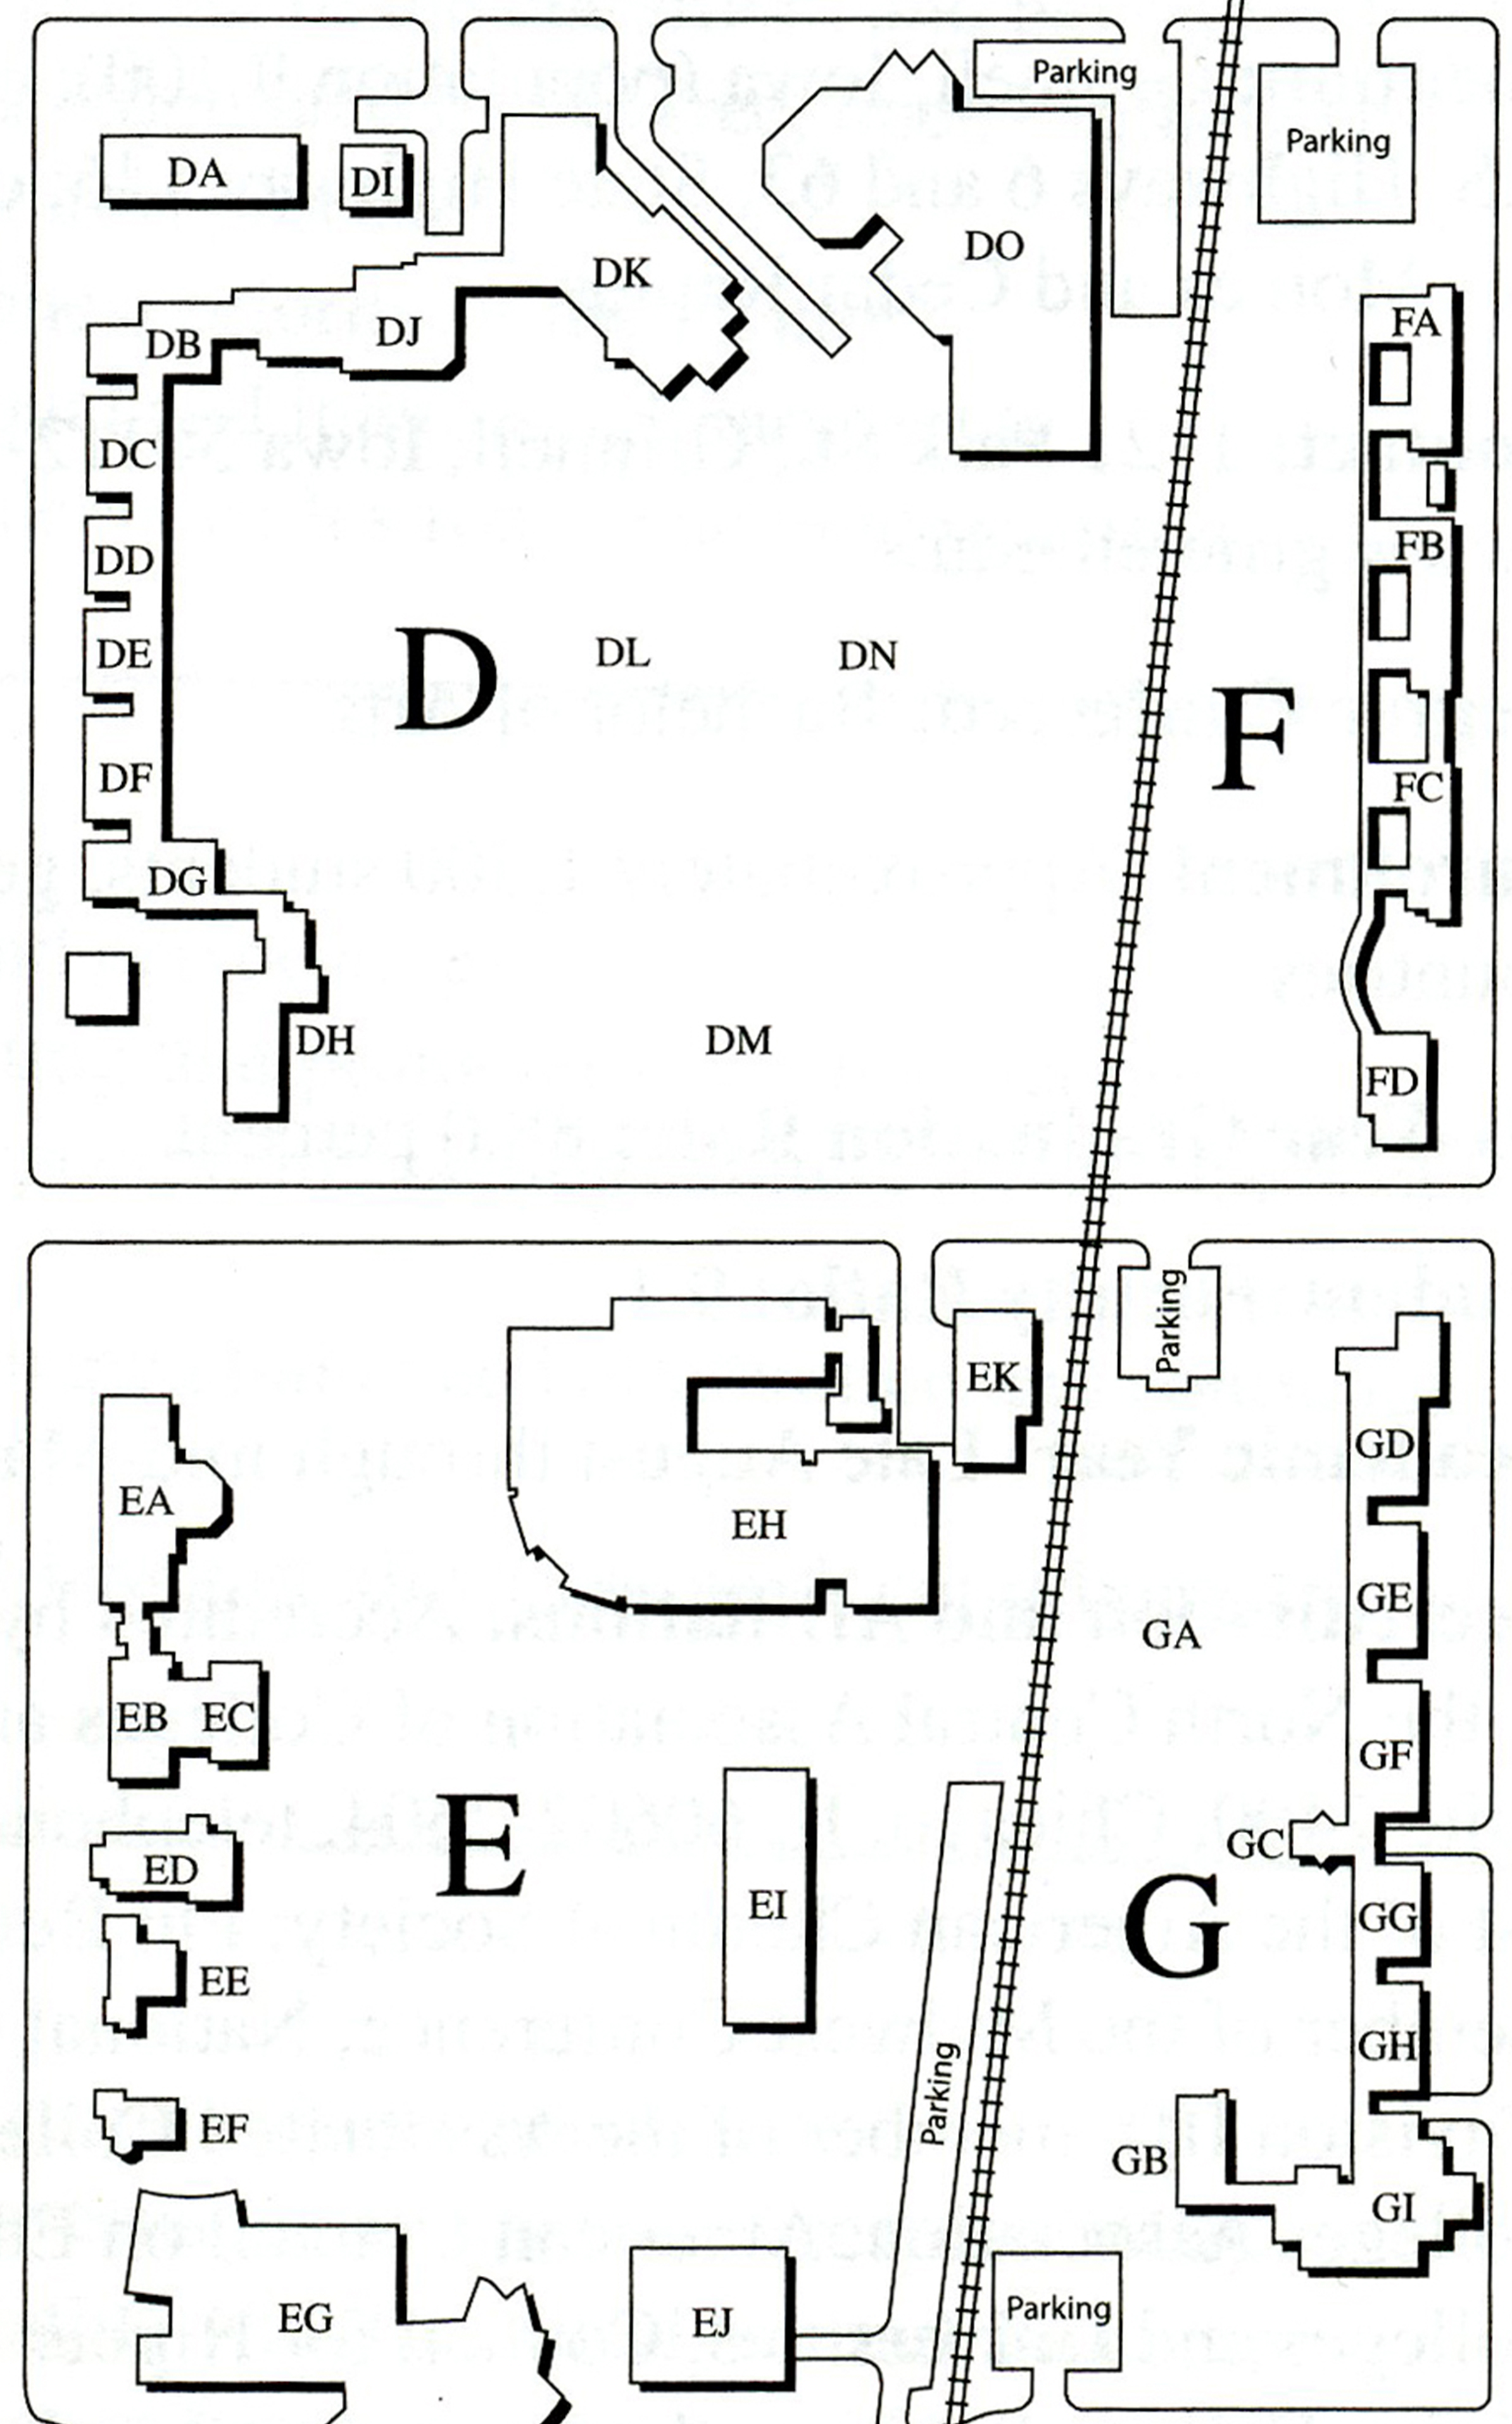 Parking
Parking
DA
DI
DO
DK
FA
DJ
DB
DC
FB
DD
DE
D
DL
DN
F
DF
FC
DG
DH
DM
FD
Parking
EK
GD
EA
EH
GE
GA
EB
EC
GF
E
GC
ED
EI
G
GG
EE
GH
Parking
EF
GB
GI
Parking
EG
EJ